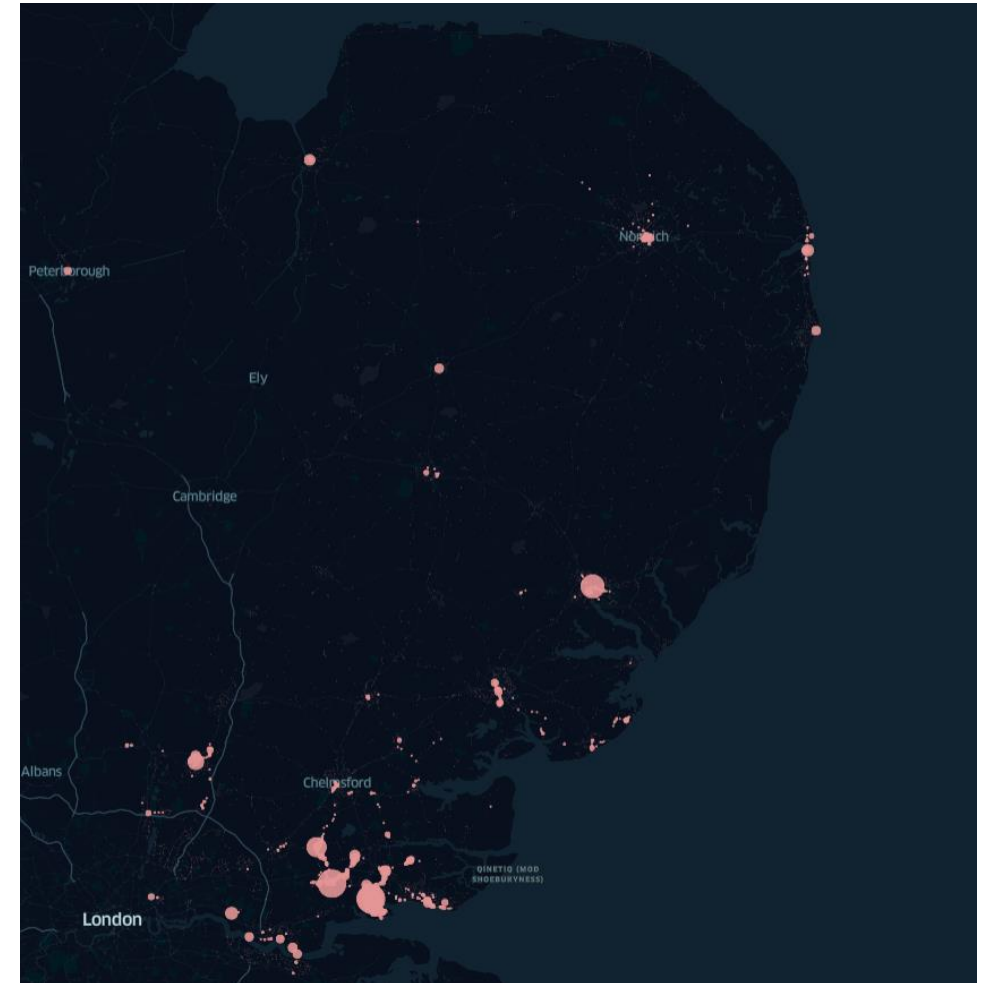 Norwich
Peterborough
Ely
Cambridge
Albans
Chelmsford
QINETIQ (MOD
SHOEBURYNESS)
London